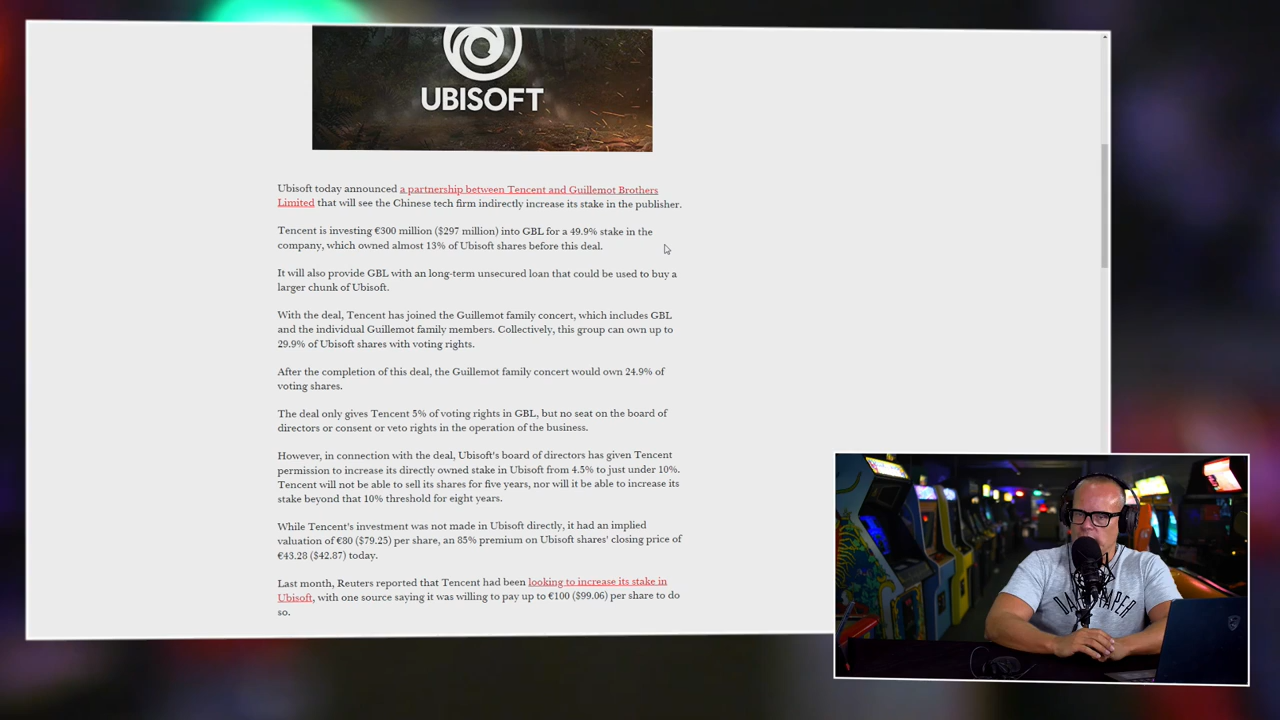 UBISOFT
Ubisoft today announced a partnership between Tencent and Guillemot Brothers
Limited that will see the Chinese tech firm indirectly increase its stake in the publisher.
Tencent is investing €300 million ($297 million) into GBL for a 49.9% stake in the
company, which owned almost 13% of Ubisoft shares before this deal.
It will also provide GBL with an long-term unsecured loan that could be used to buy a
larger chunk of Ubisoft.
With the deal, Tencent has joined the Guillemot family concert, which includes GBL
and the individual Guillemot family members. Collectively, this group can own up to
29.9% of Ubisoft shares with voting rights.
After the completion of this deal, the Guillemot family concert would own 24.9% of
voting shares.
The deal only gives Tencent 5% of voting rights in GBL, but no seat on the board of
directors or consent or veto rights in the operation of the business.
However, in connection with the deal, Ubisoft's board of directors has given Tencent
permission to increase its directly owned stake in Ubisoft from 4.5% to just under 10%.
Tencent will not be able to sell its shares for five years, nor will it be able to increase its
stake beyond that 10% threshold for eight years.
While Tencent's investment was not made in Ubisoft directly, it had an implied
valuation of €80 ($79.25) per share, an 85% premium on Ubisoft shares' closing price of
€43.28 ($42.87) today.
Last month, Reuters reported that Tencent had been looking to increase its stake in
Ubisoft, with one source saying it was willing to pay up to €100 ($99.06) per share to do
so.